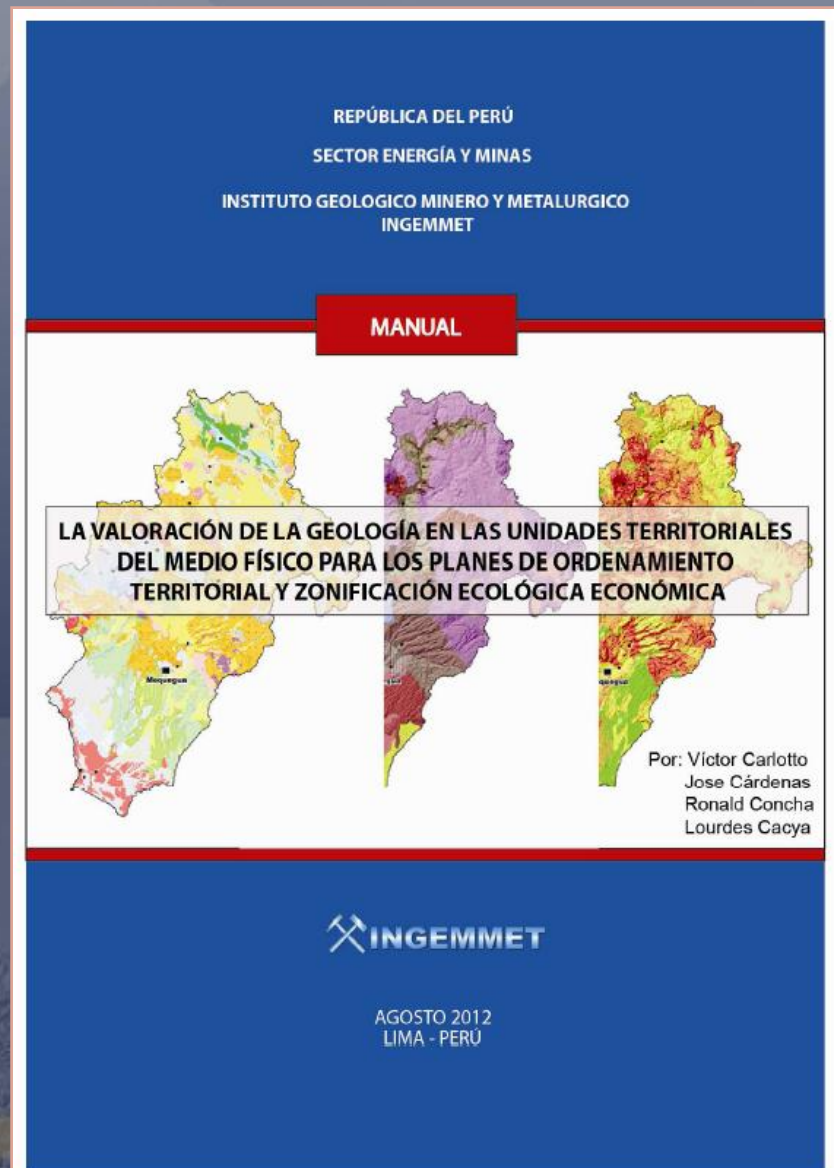 REPÚBLICA DEL PERÚ
SECTOR ENERGÍA Y MINAS
INSTITUTO GEOLOGICO MINERO Y METALURGICO
INGEMMET
MANUAL
LA VALORACIÓN DE LA GEOLOGÍA EN LAS UNIDADES TERRITORIALES
DEL MEDIO FÍSICO PARA LOS PLANES DE ORDENAMIENTO
TERRITORIAL Y ZONIFICACIÓN ECOLÓGICA ECONÓMICA
Moquegua
Por: Víctor Carlotto
Jose Cárdenas
Ronald Concha
Lourdes Cacya
INGEMMET
AGOSTO 2012
LIMA - PERÚ